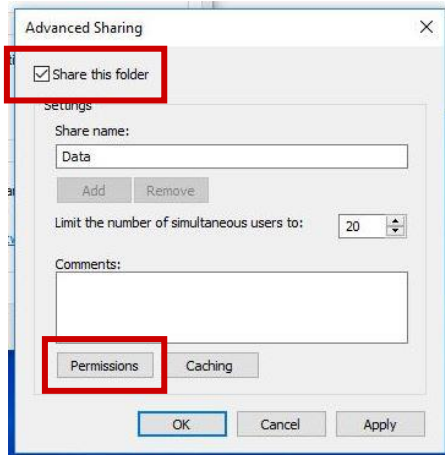 Advanced Sharing
Share this folder
Settings
Share name:
Data
Add Remove
Limit the number of simultaneous users to: 20
Comments:
Permissions Caching
OK Cancel Apply